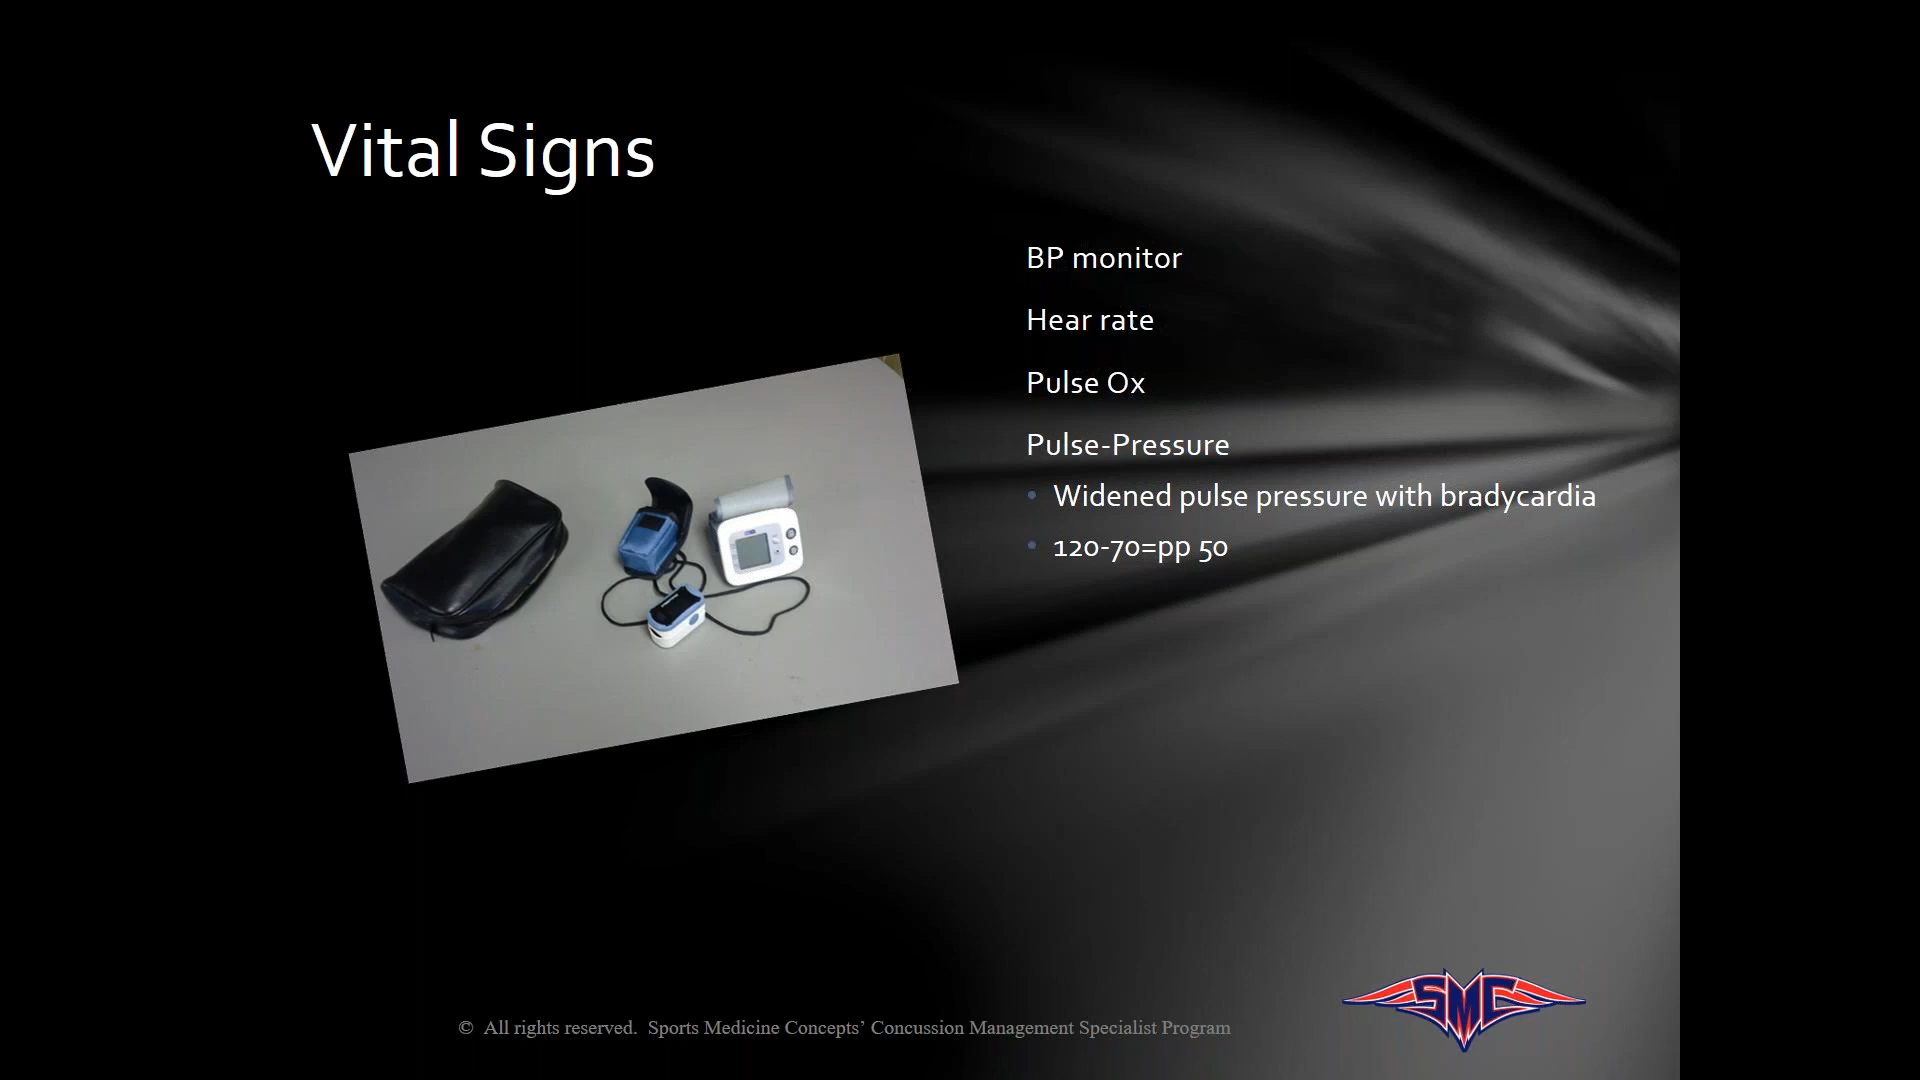 Vital Signs
BP monitor
Hear rate
Pulse Ox
Pulse-Pressure
• Widened pulse pressure with bradycardia
• 120-70=pp 50
© All rights reserved. Sports Medicine Concepts’ Concussion Management Specialist Program
SMC